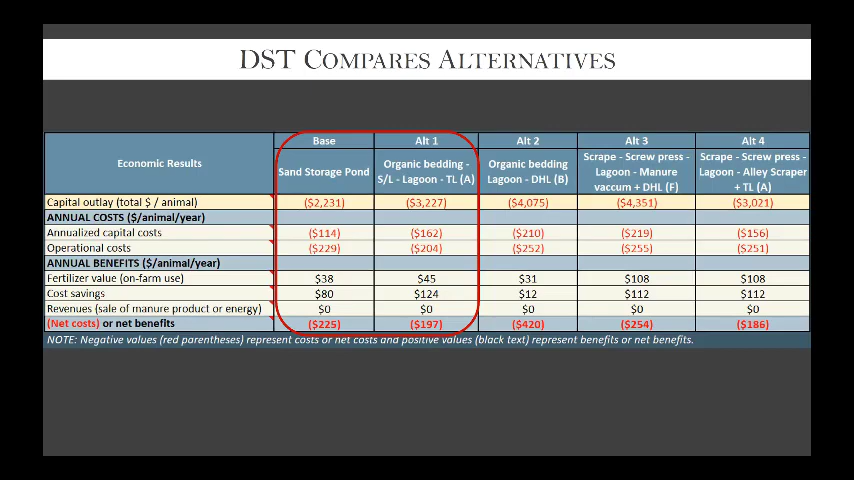 DST COMPARES ALTERNATIVES
Economic Results Base Alt 1 Alt 2 Alt 3 Alt 4
Sand Storage Pond
Organic bedding -
S/L - Lagoon - TL (A)
Organic bedding
Lagoon - DHL (B)
Scrape - Screw press -
Lagoon - Manure
vaccum + DHL (F)
Scrape - Screw press -
Lagoon - Alley Scraper
+ TL (A)
Capital outlay (total $ / animal) ($2,231) ($3,227) ($4,075) ($4,351) ($3,021)
ANNUAL COSTS ($/animal/year)
Annualized capital costs ($114) ($162) ($210) ($219) ($156)
Operational costs ($229) ($204) ($252) ($255) ($251)
ANNUAL BENEFITS ($/animal/year)
Fertilizer value (on-farm use) $38 $45 $31 $108 $108
Cost savings $80 $124 $12 $112 $112
Revenues (sale of manure product or energy) $0 $0 $0 $0 $0
(Net costs) or net benefits ($225) ($197) ($420) ($254) ($186)
NOTE: Negative values (red parentheses) represent costs or net costs and positive values (black text) represent benefits or net benefits.